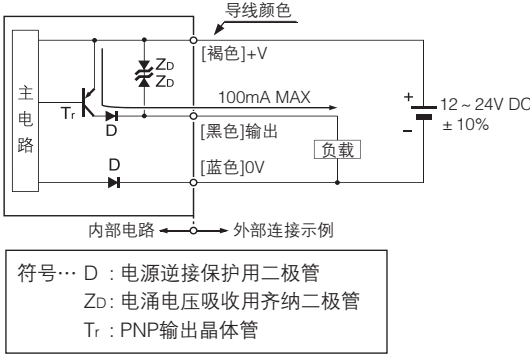 导线颜色
[褐色]+V
ZD
ZD
主电路
100mA MAX
Tr
D
[黑色]输出
+
12~24V DC
−
±10%
负载
D
[蓝色]0V
内部电路
外部连接示例
符号… D : 电源逆接保护用二极管
ZD : 电涌电压吸收用齐纳二极管
Tr : PNP输出晶体管